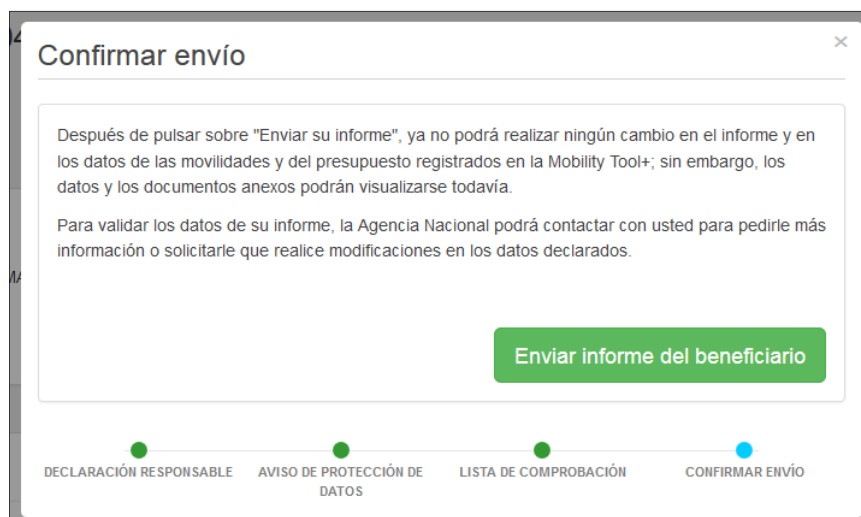 Confirmar envío
×
Después de pulsar sobre "Enviar su informe", ya no podrá realizar ningún cambio en el informe y en
los datos de las movilidades y del presupuesto registrados en la Mobility Tool+; sin embargo, los
datos y los documentos anexos podrán visualizarse todavía.
Para validar los datos de su informe, la Agencia Nacional podrá contactar con usted para pedirle más
información o solicitarle que realice modificaciones en los datos declarados.
Enviar informe del beneficiario
DECLARACIÓN RESPONSABLE
AVISO DE PROTECCIÓN DE
DATOS
LISTA DE COMPROBACIÓN
CONFIRMAR ENVÍO